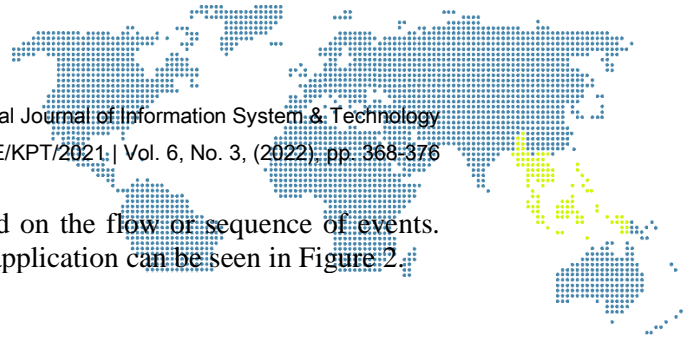 al Journal of Information System & Technology
E/KPT/2021 | Vol. 6, No. 3, (2022), pp. 368-376
d on the flow or sequence of events.
application can be seen in Figure 2.